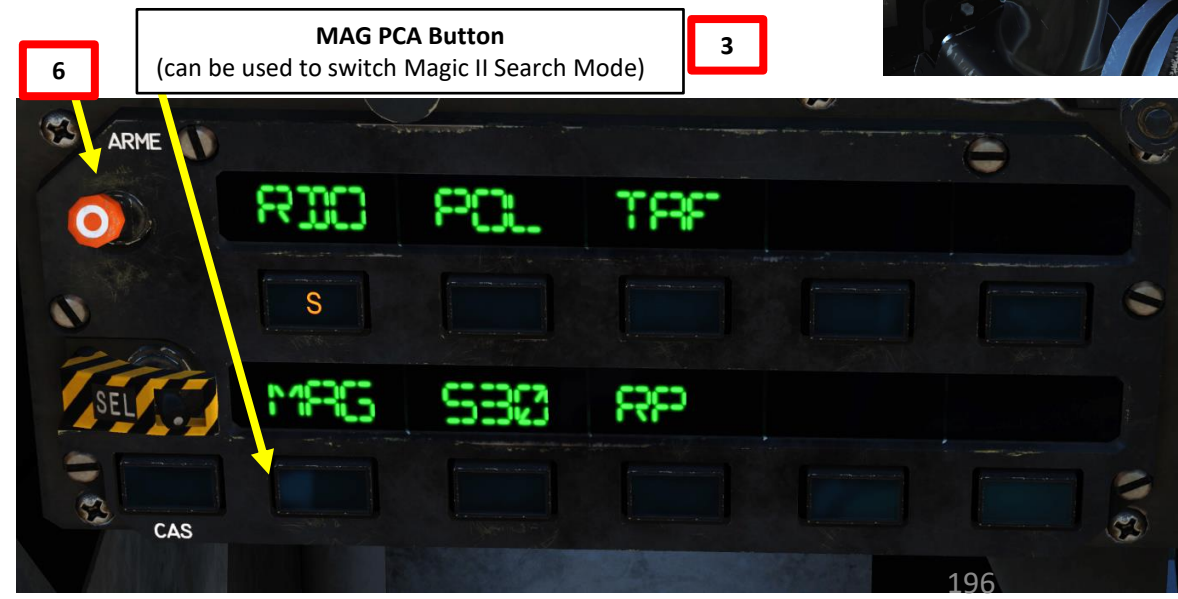 MAG PCA Button
(can be used to switch Magic II Search Mode)
3
6
ARME
RDO POL TAF
S
SEL
MAG 530 RP
CAS
196